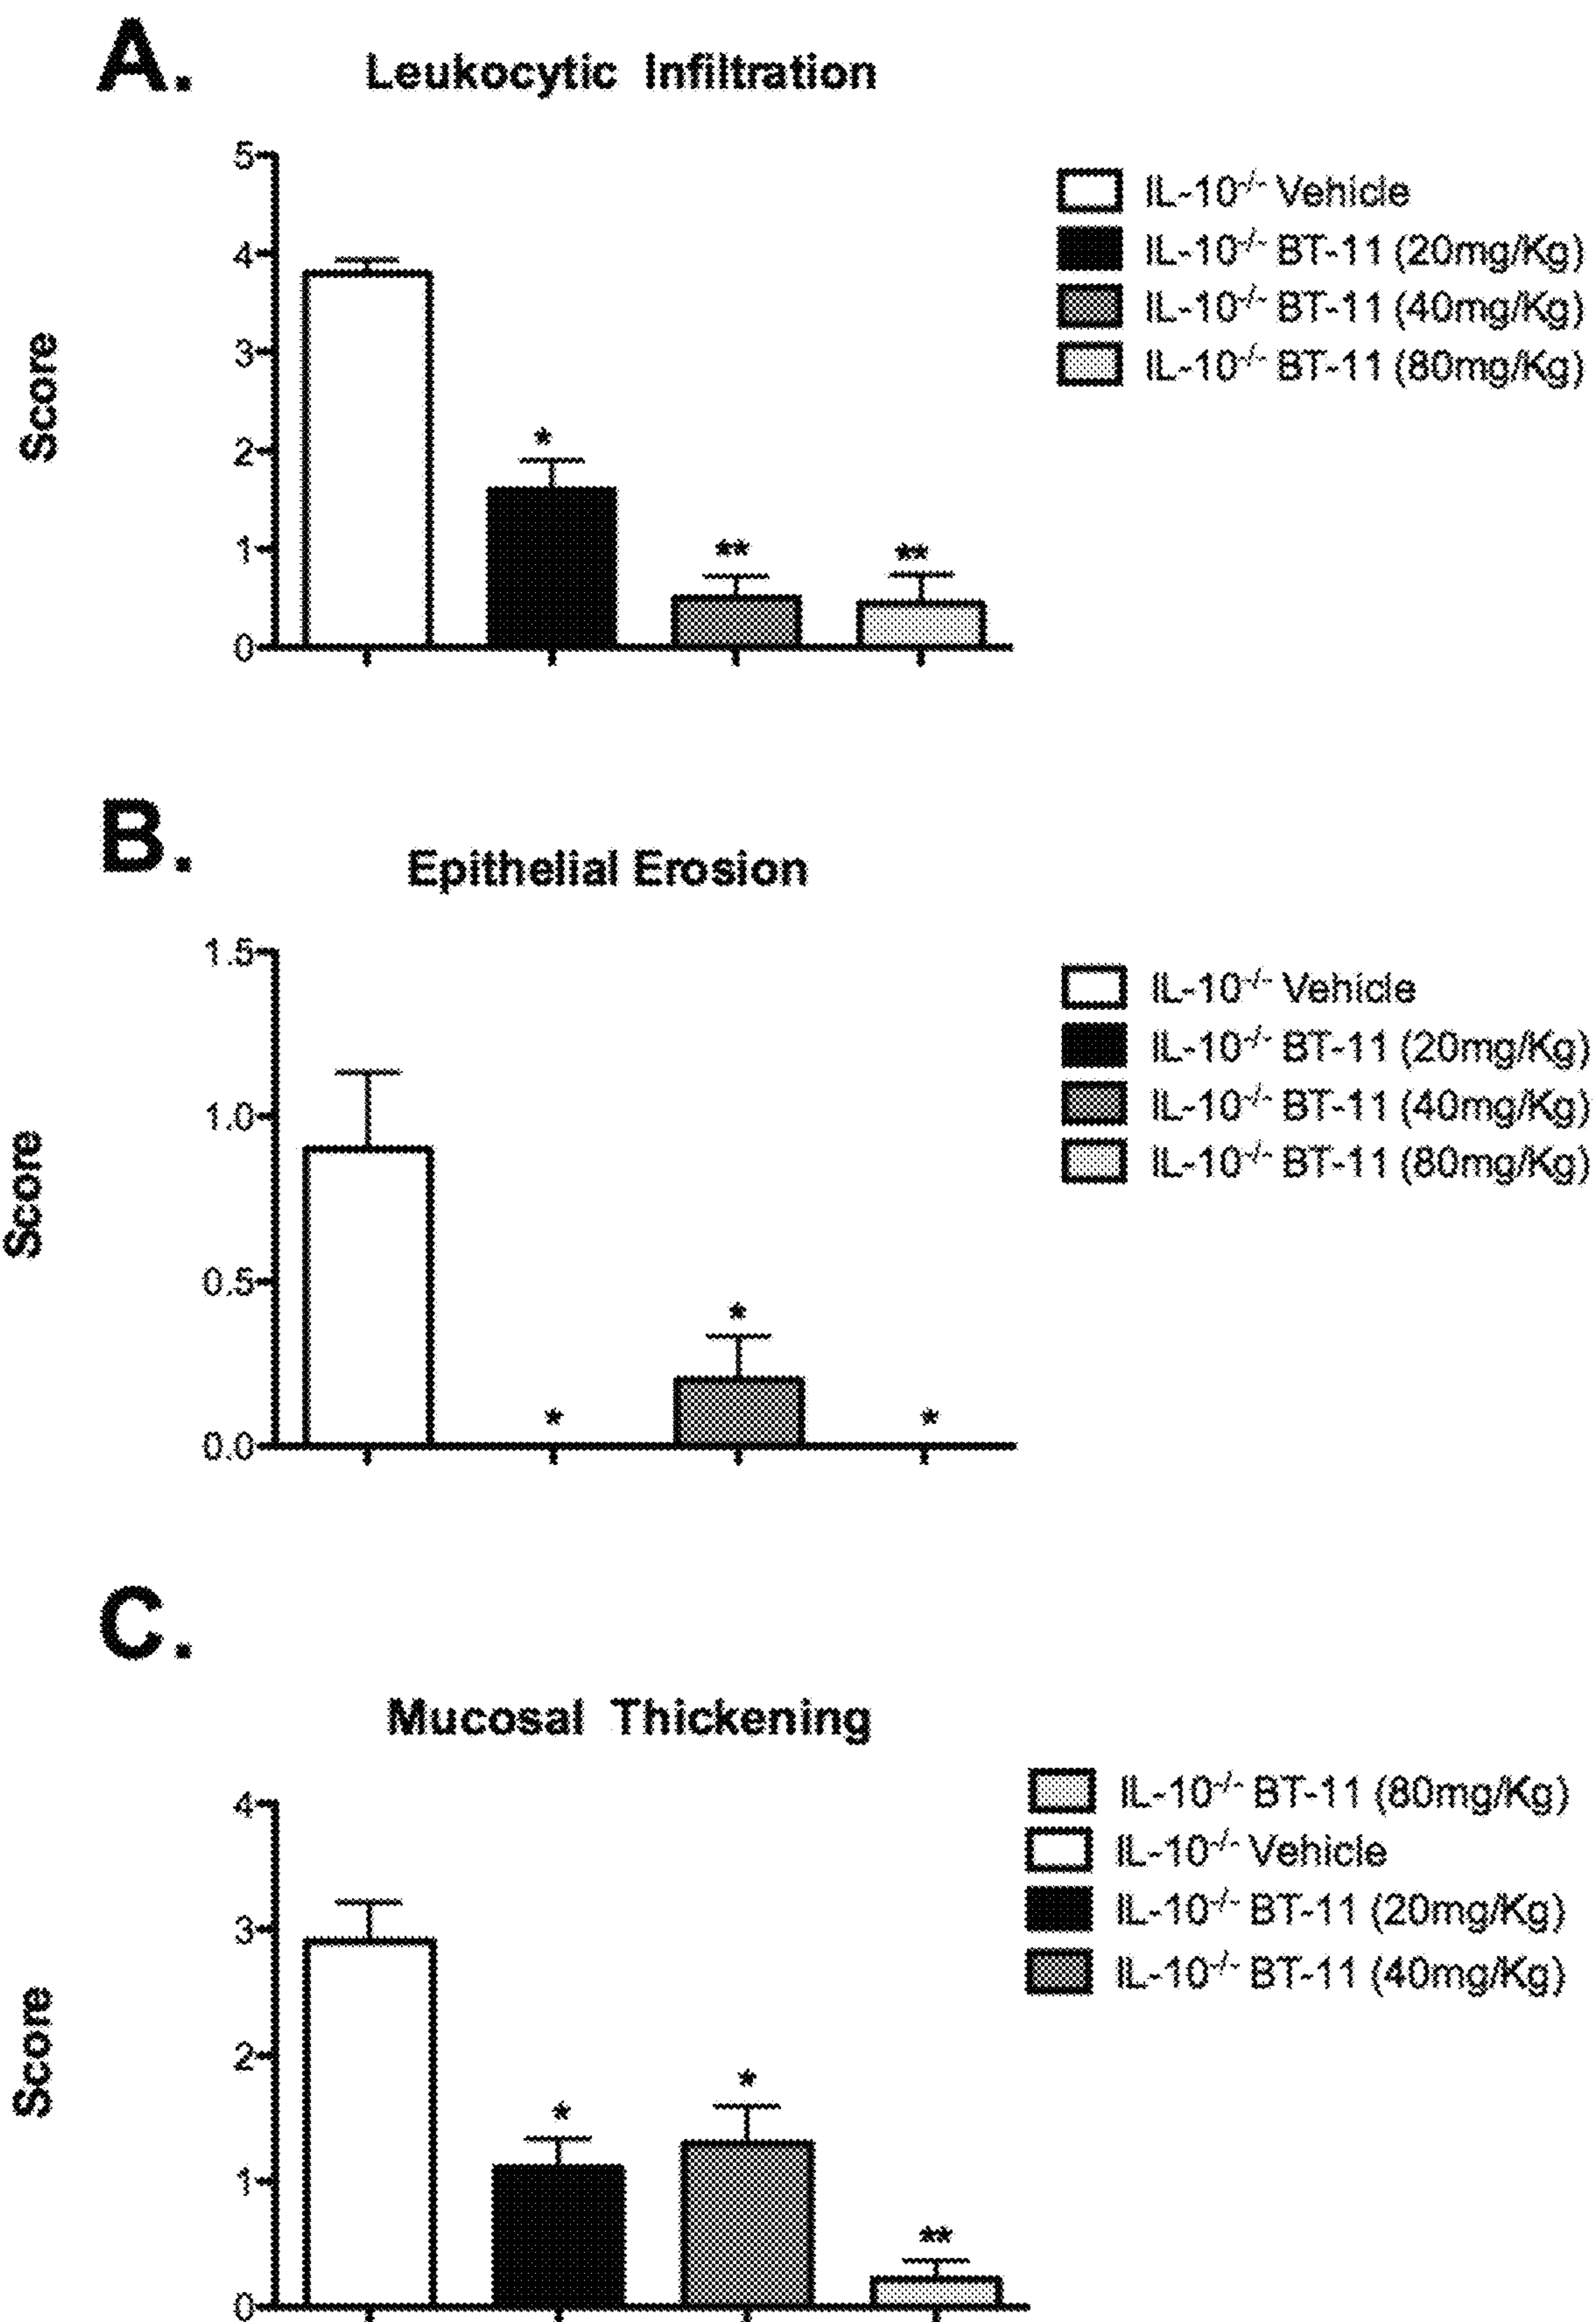 A.
Leukocytic Infiltration
Score
5
4
3
2
1
0
*
**
**
IL-10-/- Vehicle
IL-10-/- BT-11 (20mg/Kg)
IL-10-/- BT-11 (40mg/Kg)
IL-10-/- BT-11 (80mg/Kg)
B.
Epithelial Erosion
Score
1.5
1.0
0.5
0.0
*
*
*
IL-10-/- Vehicle
IL-10-/- BT-11 (20mg/Kg)
IL-10-/- BT-11 (40mg/Kg)
IL-10-/- BT-11 (80mg/Kg)
C.
Mucosal Thickening
Score
4
3
2
1
0
*
*
**
IL-10-/- BT-11 (80mg/Kg)
IL-10-/- Vehicle
IL-10-/- BT-11 (20mg/Kg)
IL-10-/- BT-11 (40mg/Kg)